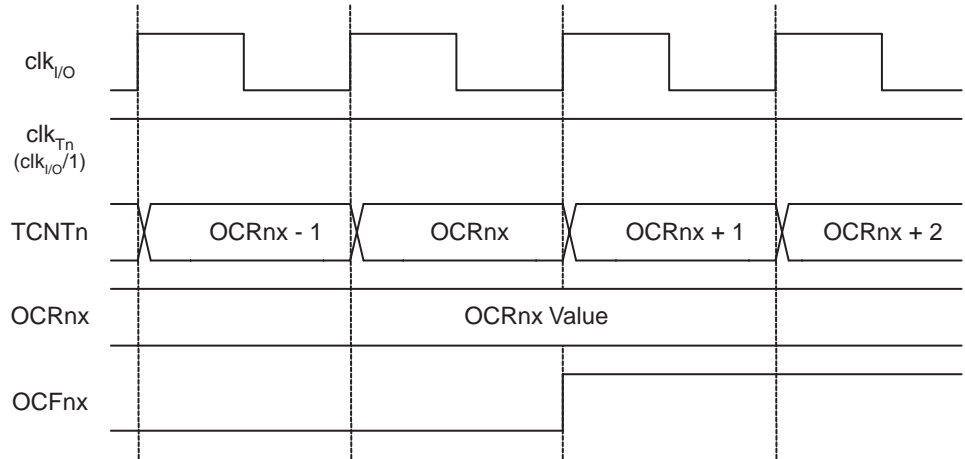 clkI/O
clkTn
(clkI/O/1)
TCNTn OCRnx - 1 OCRnx OCRnx + 1 OCRnx + 2
OCRnx OCRnx Value
OCFnx